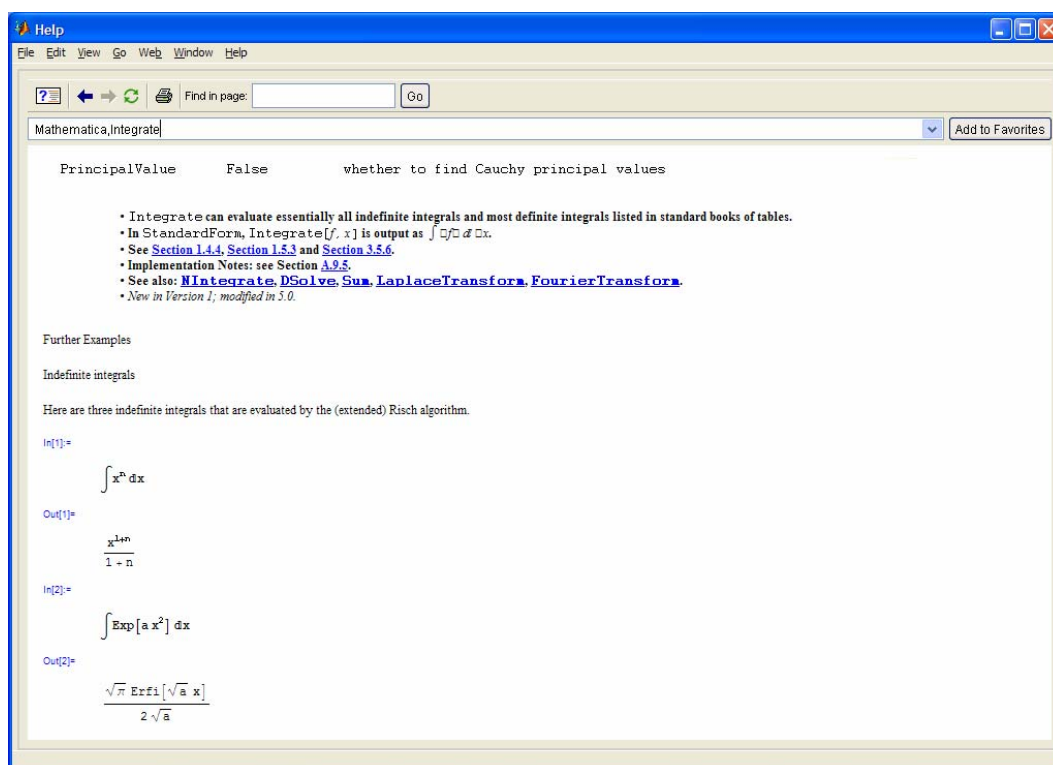 Help
File Edit View Go Web Window Help
Find in page: Go
Mathematica,Integrate Add to Favorites
PrincipalValue False whether to find Cauchy principal values
• Integrate can evaluate essentially all indefinite integrals and most definite integrals listed in standard books of tables.
• In StandardForm, Integrate[f, x] is output as ∫ □f□ ⅆ □x.
• See Section 1.4.4, Section 1.5.3 and Section 3.5.6.
• Implementation Notes: see Section A.9.5.
• See also: NIntegrate, DSolve, Sum, LaplaceTransform, FourierTransform.
• New in Version 1; modified in 5.0.
Further Examples
Indefinite integrals
Here are three indefinite integrals that are evaluated by the (extended) Risch algorithm.
In[1]:=
∫xⁿ dx
Out[1]=
x¹⁺ⁿ
1 + n
In[2]:=
∫Exp[a x²] dx
Out[2]=
√π Erfi[√a x]
2 √a